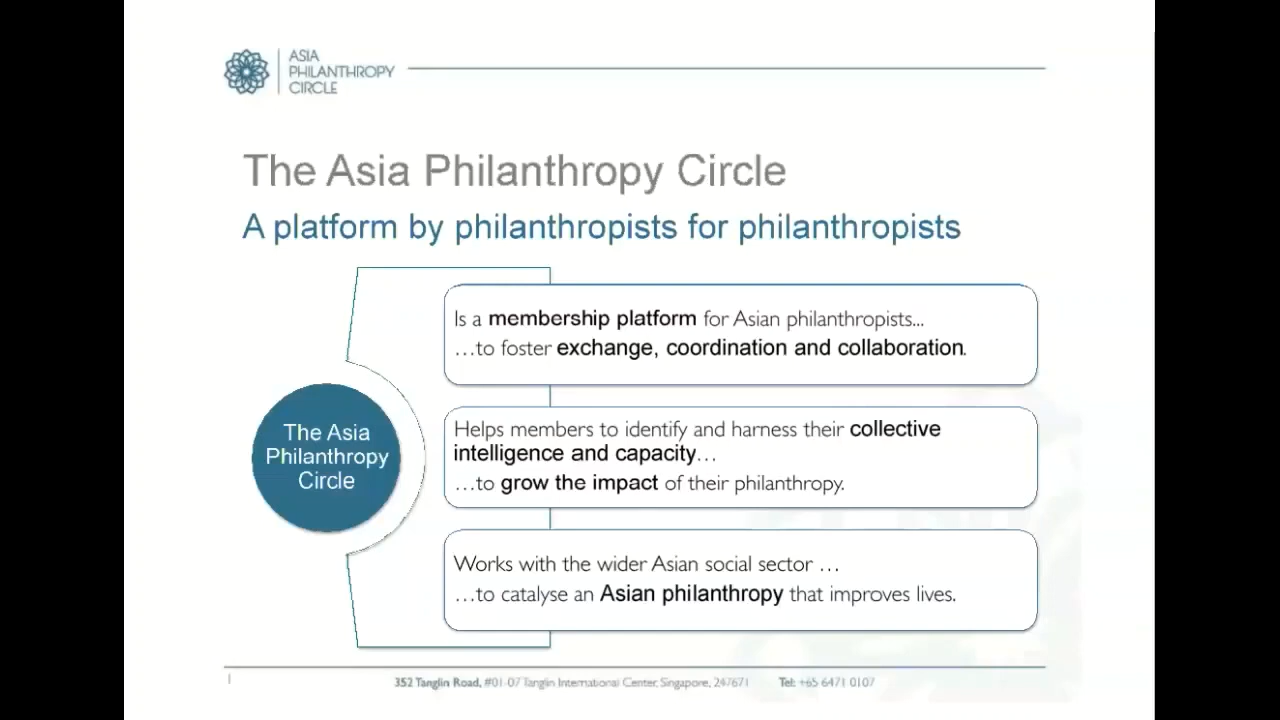 ASIA
PHILANTHROPY
CIRCLE
The Asia Philanthropy Circle
A platform by philanthropists for philanthropists
The Asia
Philanthropy
Circle
Is a membership platform for Asian philanthropists...
…to foster exchange, coordination and collaboration.
Helps members to identify and harness their collective
intelligence and capacity…
…to grow the impact of their philanthropy.
Works with the wider Asian social sector …
…to catalyse an Asian philanthropy that improves lives.
1
352 Tanglin Road, #01-07 Tanglin International Center, Singapore, 247671 Tel: +65 6471 0107